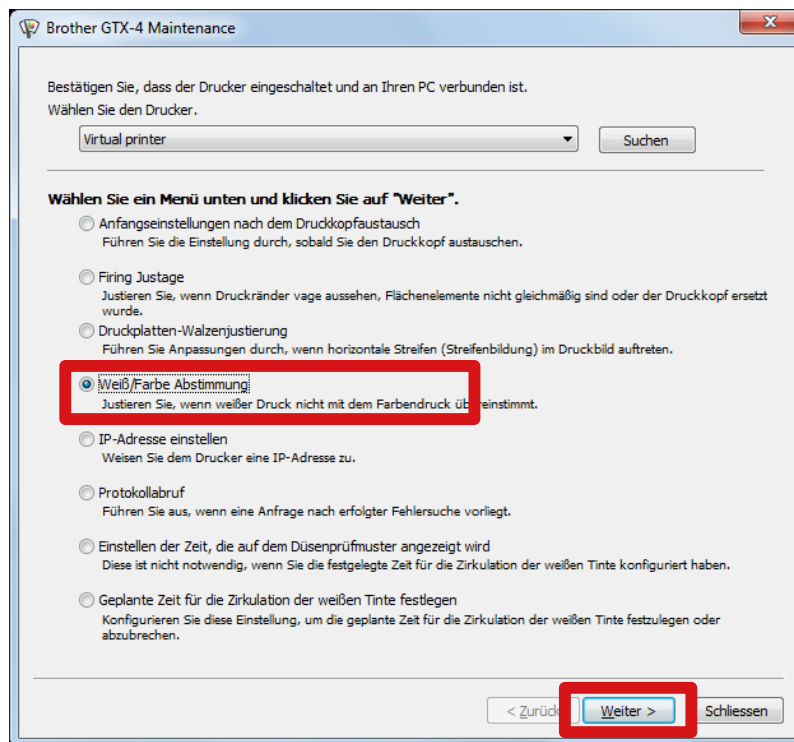 Brother GTX-4 Maintenance
Bestätigen Sie, dass der Drucker eingeschaltet und an Ihren PC verbunden ist.
Wählen Sie den Drucker.
Virtual printer
Suchen
Wählen Sie ein Menü unten und klicken Sie auf "Weiter".
Anfangseinstellungen nach dem Druckkopfaustausch
Führen Sie die Einstellung durch, sobald Sie den Druckkopf austauschen.
Firing Justage
Justieren Sie, wenn Druckränder vage aussehen, Flächenelemente nicht gleichmäßig sind oder der Druckkopf ersetzt
wurde.
Druckplatten-Walzenjustierung
Führen Sie Anpassungen durch, wenn horizontale Streifen (Streifenbildung) im Druckbild auftreten.
Weiß/Farbe Abstimmung
Justieren Sie, wenn weißer Druck nicht mit dem Farbendruck übereinstimmt.
IP-Adresse einstellen
Weisen Sie dem Drucker eine IP-Adresse zu.
Protokollabruf
Führen Sie aus, wenn eine Anfrage nach erfolgter Fehlersuche vorliegt.
Einstellen der Zeit, die auf dem Düsenprüfmuster angezeigt wird
Diese ist nicht notwendig, wenn Sie die festgelegte Zeit für die Zirkulation der weißen Tinte konfiguriert haben.
Geplante Zeit für die Zirkulation der weißen Tinte festlegen
Konfigurieren Sie diese Einstellung, um die geplante Zeit für die Zirkulation der weißen Tinte festzulegen oder
abzubrechen.
< Zurück
Weiter >
Schliessen